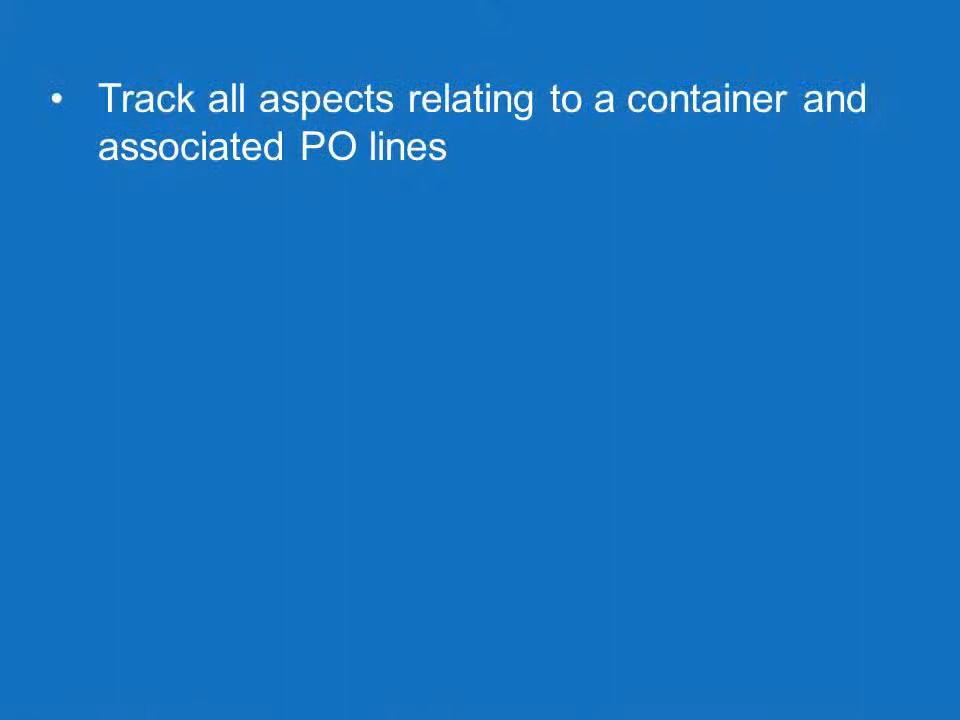 • Track all aspects relating to a container and
associated PO lines